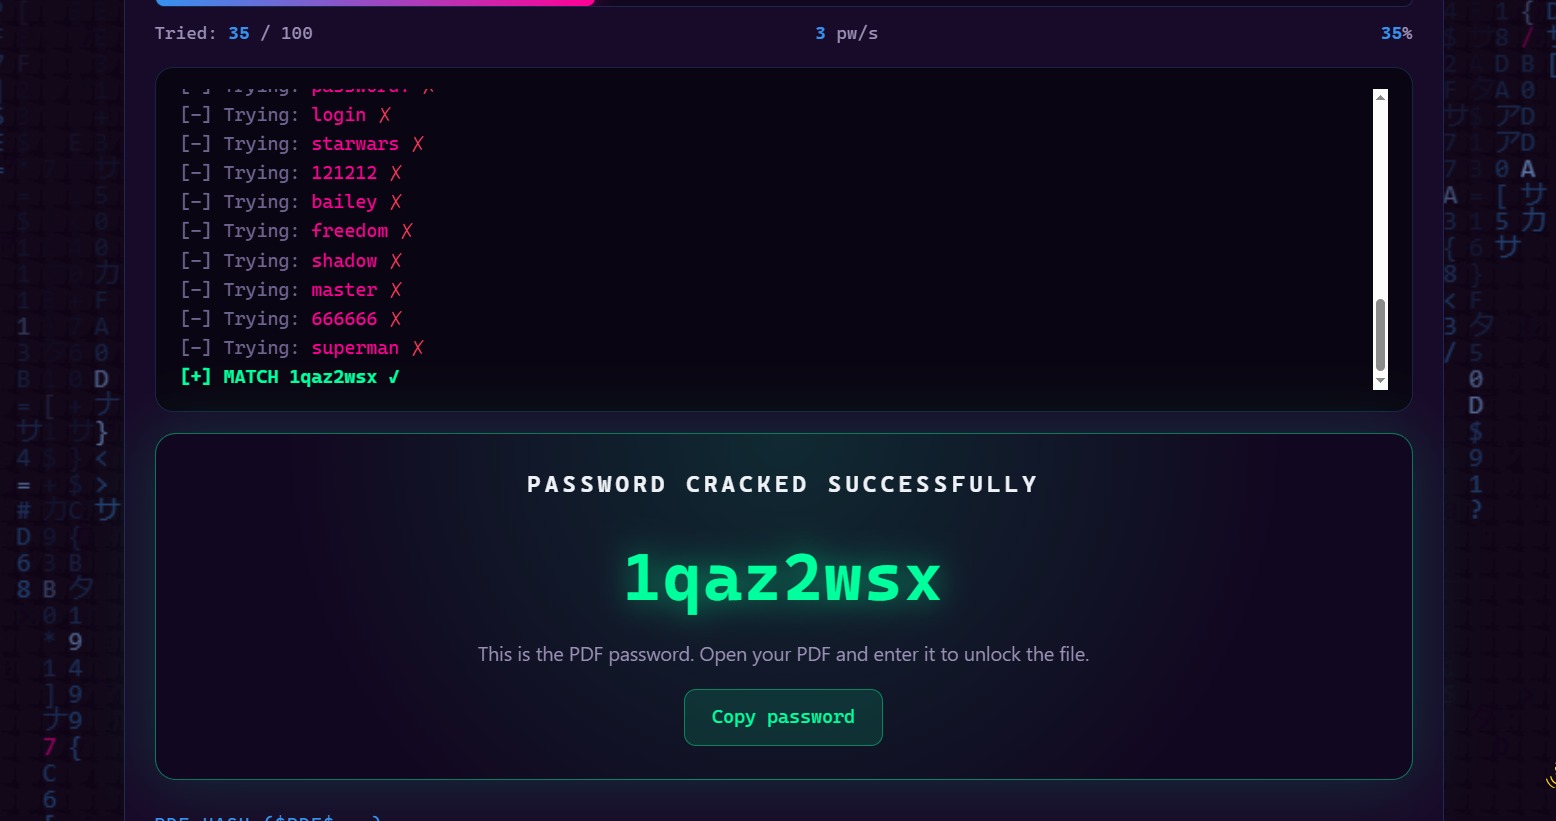 Tried: 35 / 100
3 pw/s
35%
[−] Trying: login ✗
[−] Trying: starwars ✗
[−] Trying: 121212 ✗
[−] Trying: bailey ✗
[−] Trying: freedom ✗
[−] Trying: shadow ✗
[−] Trying: master ✗
[−] Trying: 666666 ✗
[−] Trying: superman ✗
[+] MATCH 1qaz2wsx ✓
PASSWORD CRACKED SUCCESSFULLY
1qaz2wsx
This is the PDF password. Open your PDF and enter it to unlock the file.
Copy password